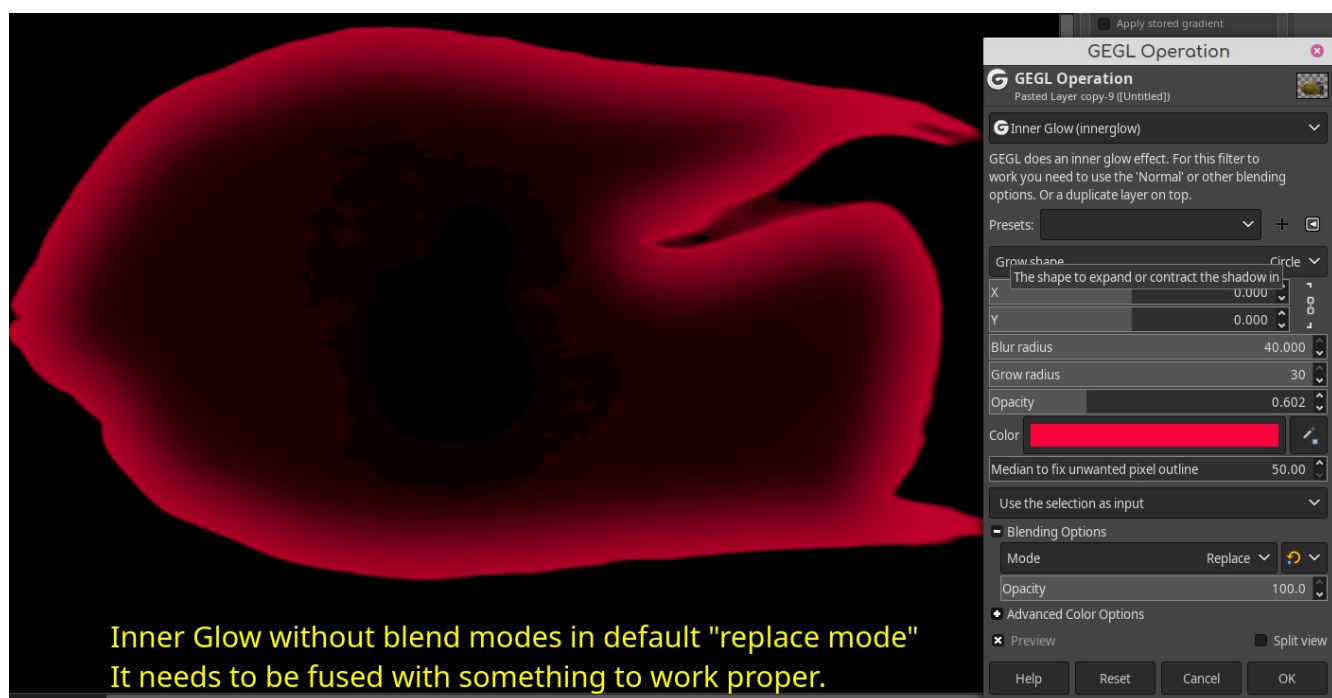 Apply stored gradient
GEGL Operation
GEGL Operation
Pasted Layer copy-9 ([Untitled])
Inner Glow (innerglow)
GEGL does an inner glow effect. For this filter to
work you need to use the 'Normal' or other blending
options. Or a duplicate layer on top.
Presets:
Grow shape Circle
The shape to expand or contract the shadow in
X 0.000
Y 0.000
Blur radius 40.000
Grow radius 30
Opacity 0.602
Color
Median to fix unwanted pixel outline 50.00
Use the selection as input
Blending Options
Mode Replace
Opacity 100.0
Advanced Color Options
Preview Split view
Help Reset Cancel OK
Inner Glow without blend modes in default "replace mode"
It needs to be fused with something to work proper.